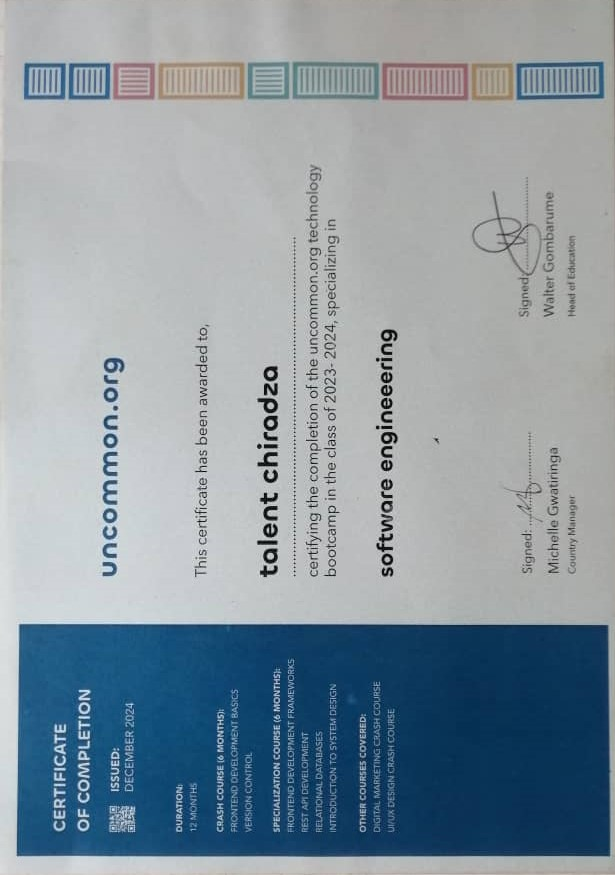 CERTIFICATE
OF COMPLETION
ISSUED:
DECEMBER 2024
DURATION:
12 MONTHS
CRASH COURSE (6 MONTHS):
FRONTEND DEVELOPMENT BASICS
VERSION CONTROL
SPECIALIZATION COURSE (6 MONTHS):
FRONTEND DEVELOPMENT FRAMEWORKS
REST API DEVELOPMENT
RELATIONAL DATABASES
INTRODUCTION TO SYSTEM DESIGN
OTHER COURSES COVERED:
DIGITAL MARKETING CRASH COURSE
UI/UX DESIGN CRASH COURSE
uncommon.org
This certificate has been awarded to,
talent chiradza
certifying the completion of the uncommon.org technology
bootcamp in the class of 2023- 2024, specializing in
software engineeering
Signed:
Michelle Gwatiringa
Country Manager
Signed:
Walter Gombarume
Head of Education